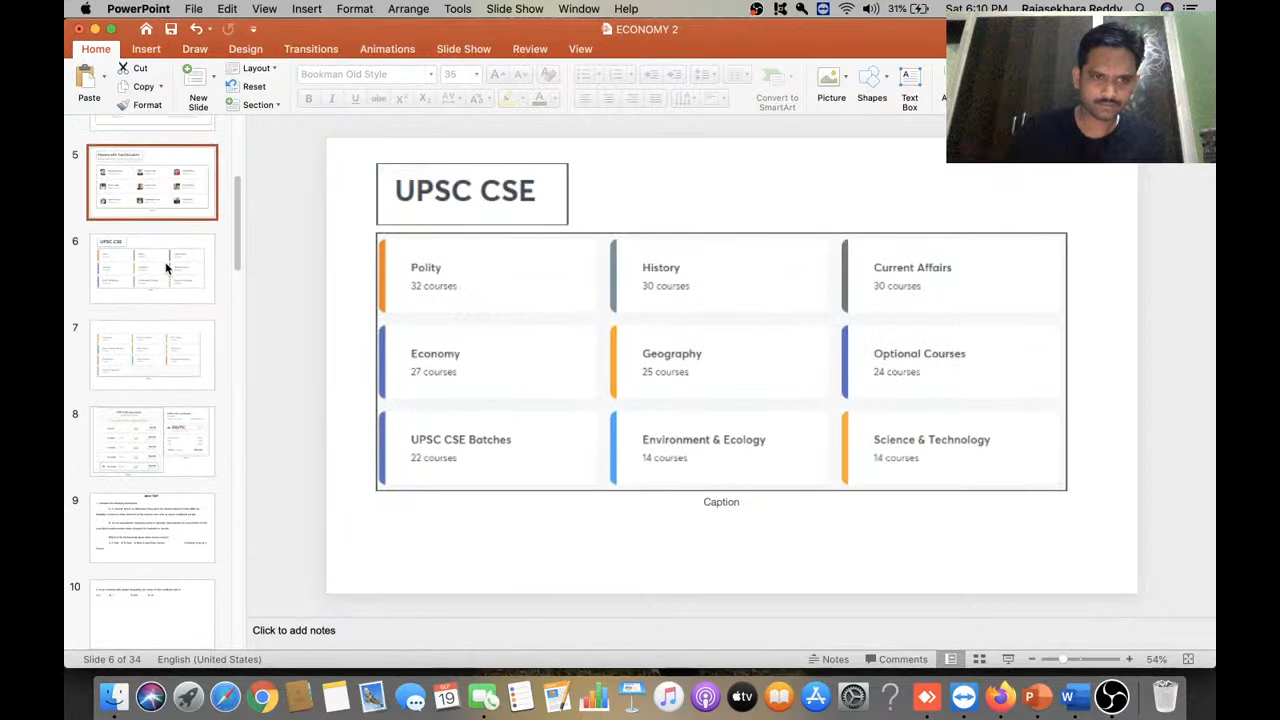 PowerPoint File Edit View Insert Format Arrange Tools Slide Show Window Help 31% Sat 6:10 PM Rajasekhara Reddy
ECONOMY 2
Home Insert Draw Design Transitions Animations Slide Show Review View
Paste Cut Copy Format New Slide Layout Reset Section Bookman Old Style 35 Convert to SmartArt Picture Shapes Text Box
5
6
UPSC CSE
7
8
9
10
UPSC CSE
Polity
32 courses
History
30 courses
Current Affairs
30 courses
Economy
27 courses
Geography
25 courses
Optional Courses
24 courses
UPSC CSE Batches
22 courses
Environment & Ecology
14 courses
Science & Technology
14 courses
Caption
Click to add notes
Slide 6 of 34 English (United States) Notes Comments 54%
SEP 19 tv